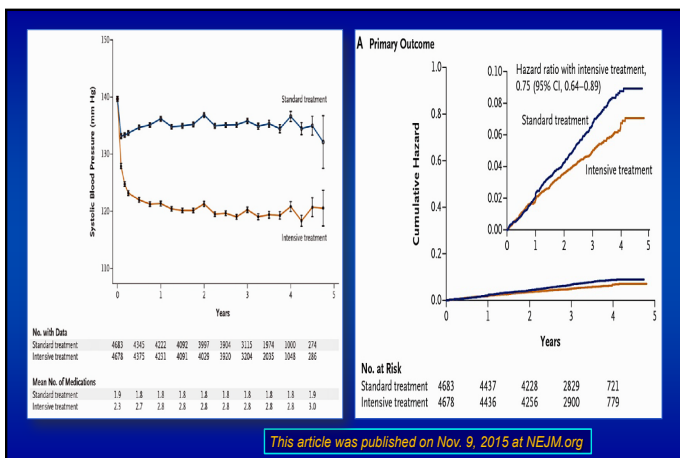 150
140
130
120
110
Systolic Blood Pressure (mm Hg)
Standard treatment
Intensive treatment
0 1 2 3 4 5
Years
No. with Data
Standard treatment 4683 4345 4222 4092 3997 3904 3115 1974 1000 274
Intensive treatment 4678 4375 4231 4091 4029 3920 3204 2035 1048 286
Mean No. of Medications
Standard treatment 1.9 1.8 1.8 1.8 1.8 1.8 1.8 1.8 1.8 1.9
Intensive treatment 2.3 2.7 2.8 2.8 2.8 2.8 2.8 2.8 2.8 3.0
A Primary Outcome
1.0
0.8
0.6
0.4
0.2
0.0
Cumulative Hazard
0.10
0.08
0.06
0.04
0.02
0.00
Hazard ratio with intensive treatment,
0.75 (95% CI, 0.64–0.89)
Standard treatment
Intensive treatment
0 1 2 3 4 5
0 1 2 3 4 5
Years
No. at Risk
Standard treatment 4683 4437 4228 2829 721
Intensive treatment 4678 4436 4256 2900 779
This article was published on Nov. 9, 2015 at NEJM.org